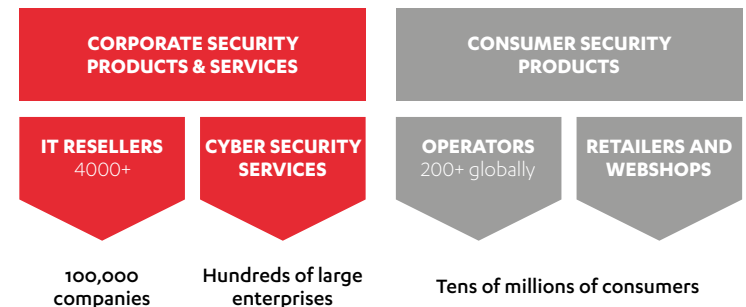 CORPORATE SECURITY
PRODUCTS & SERVICES
CONSUMER SECURITY
PRODUCTS
IT RESELLERS
4000+
CYBER SECURITY
SERVICES
OPERATORS
200+ globally
RETAILERS AND
WEBSHOPS
100,000
companies
Hundreds of large
enterprises
Tens of millions of consumers